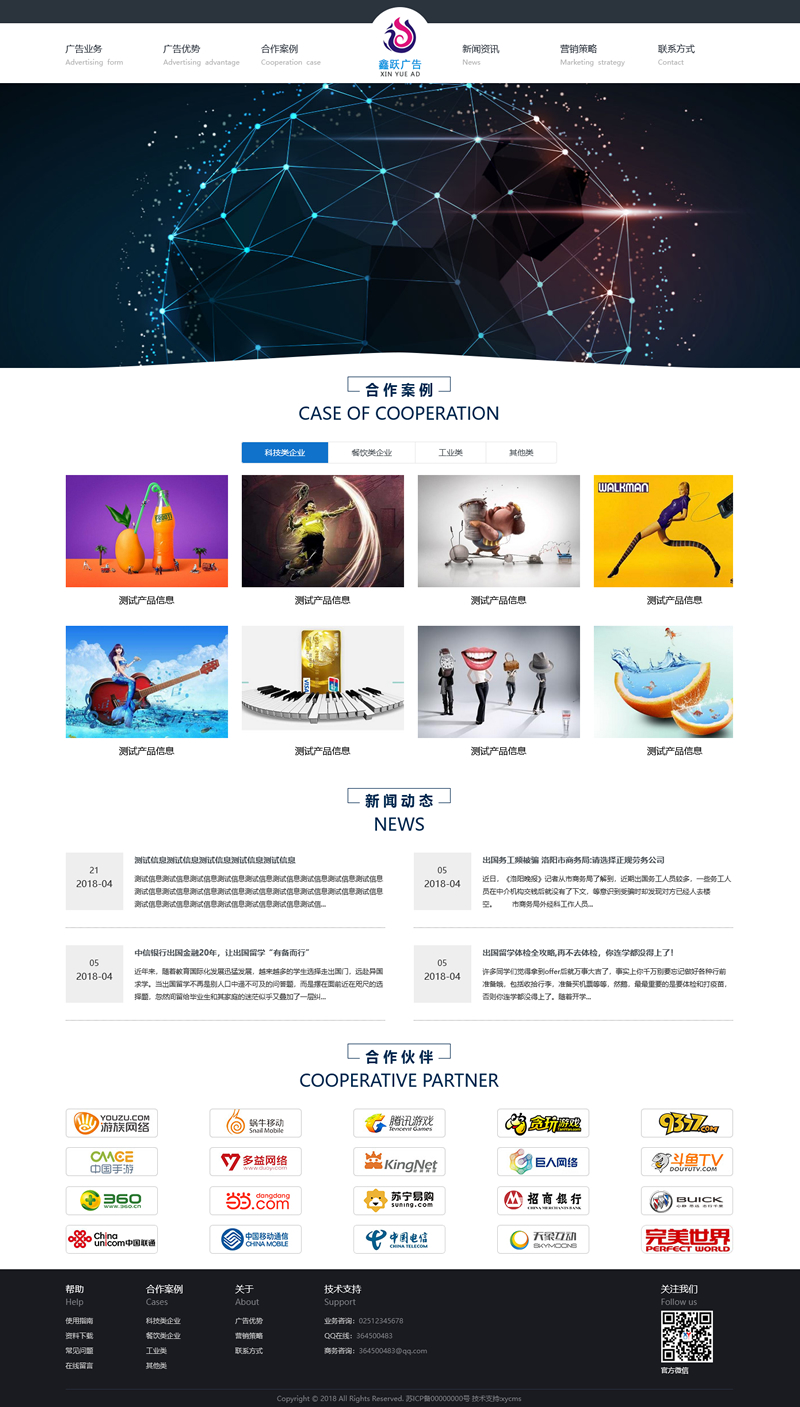 广告业务
Advertising form
广告优势
Advertising advantage
合作案例
Cooperation case
鑫跃广告
XIN YUE AD
新闻资讯
News
营销策略
Marketing strategy
联系方式
Contact
合作案例
CASE OF COOPERATION
科技类企业
餐饮类企业
工业类
其他类
WALKMAN
测试产品信息
测试产品信息
测试产品信息
测试产品信息
VISA
测试产品信息
测试产品信息
测试产品信息
测试产品信息
新闻动态
NEWS
21
2018-04
测试信息测试信息测试信息测试信息测试信息
测试信息测试信息测试信息测试信息测试信息测试信息测试信息测试信息测试信息
测试信息测试信息测试信息测试信息测试信息测试信息测试信息测试信息测试信息
测试信息测试信息测试信息测试信息测试信息测试信息测试信...
05
2018-04
出国务工频被骗 洛阳市商务局:请选择正规劳务公司
近日，《洛阳晚报》记者从市商务局了解到，近期出国务工人员较多，一些务工人
员在中介机构交钱后就没有了下文，等意识到受骗时却发现对方已经人去楼
空。 市商务局外经科工作人员...
05
2018-04
中信银行出国金融20年，让出国留学“有备而行”
近年来，随着教育国际化发展迅猛发展，越来越多的学生选择走出国门，远赴异国
求学。当出国留学不再是别人口中遥不可及的问答题，而是摆在面前近在咫尺的选
择题，忽然间留给毕业生和其家庭的迷茫似乎又叠加了一层纠...
05
2018-04
出国留学体检全攻略,再不去体检，你连学都没得上了！
许多同学们觉得拿到offer后就万事大吉了，事实上你千万别要忘记做好各种行前
准备哦，包括收拾行李，准备买机票等等，然鹅，最最重要的是要体检和打疫苗，
否则你连学都没得上了。随着开学...
合作伙伴
COOPERATIVE PARTNER
YOUZU.COM
游族网络
蜗牛移动
Snail Mobile
腾讯游戏
Tencent Games
贪玩游戏
9377.COM
CMGE
中国手游
多益网络
www.duoyi.com
KingNet
巨人网络
斗鱼TV
DOUYUTV.COM
360
www.360.cn
当当
dangdang
.com
苏宁易购
suning.com
招商银行
CHINA MERCHANTS BANK
BUICK
心静 思远 志行千里
China
unicom中国联通
中国移动通信
CHINA MOBILE
中国电信
CHINA TELECOM
天象互动
SKYMOONS
完美世界
PERFECT WORLD
帮助
Help
使用指南
资料下载
常见问题
在线留言
合作案例
Cases
科技类企业
餐饮类企业
工业类
其他类
关于
About
广告优势
营销策略
联系方式
技术支持
Support
业务咨询：02512345678
QQ在线：364500483
商务咨询：364500483@qq.com
关注我们
Follow us
官方微信
Copyright © 2018 All Rights Reserved. 苏ICP备00000000号 技术支持:xycms